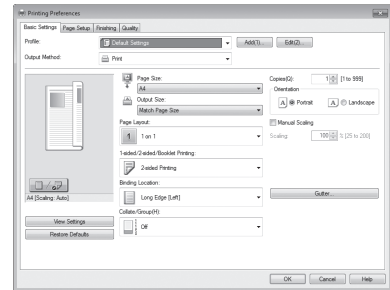 Printing Preferences
Basic Settings Page Setup Finishing Quality
Profile: Default Settings Add(1)... Edit(2)...
Output Method: Print
Page Size:
A4
Output Size:
Match Page Size
Copies(Q): 1 [1 to 999]
Orientation
A Portrait A Landscape
Page Layout:
1 1 on 1
Manual Scaling
Scaling: 100 % [25 to 200]
1-sided/2-sided/Booklet Printing:
2-sided Printing
Binding Location:
Long Edge [Left]
Gutter...
A4 [Scaling: Auto]
Collate/Group(H):
Off
View Settings
Restore Defaults
OK Cancel Help